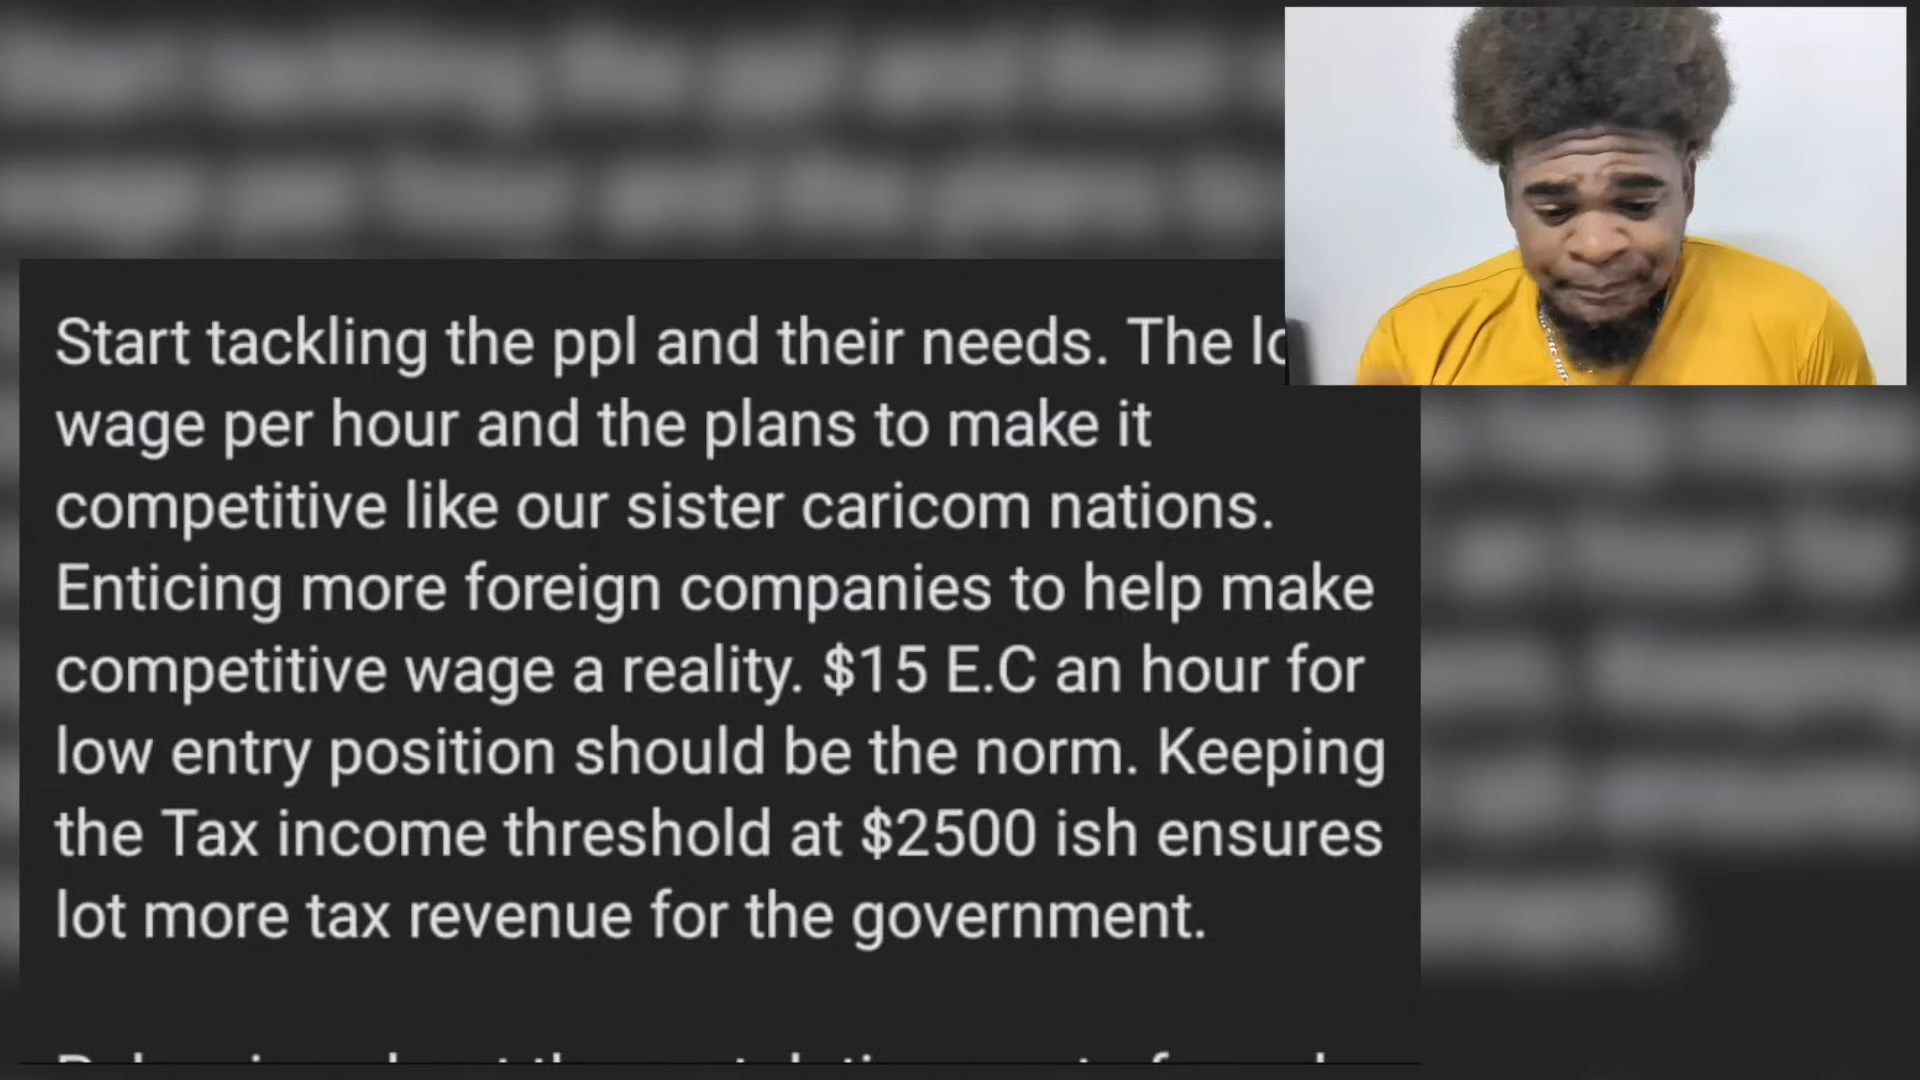 Start tackling the ppl and their needs. The
wage per hour and the plans to make it
competitive like our sister caricom nations.
Enticing more foreign companies to help make
competitive wage a reality. $15 E.C an hour for
low entry position should be the norm. Keeping
the Tax income threshold at $2500 ish ensures
lot more tax revenue for the government.